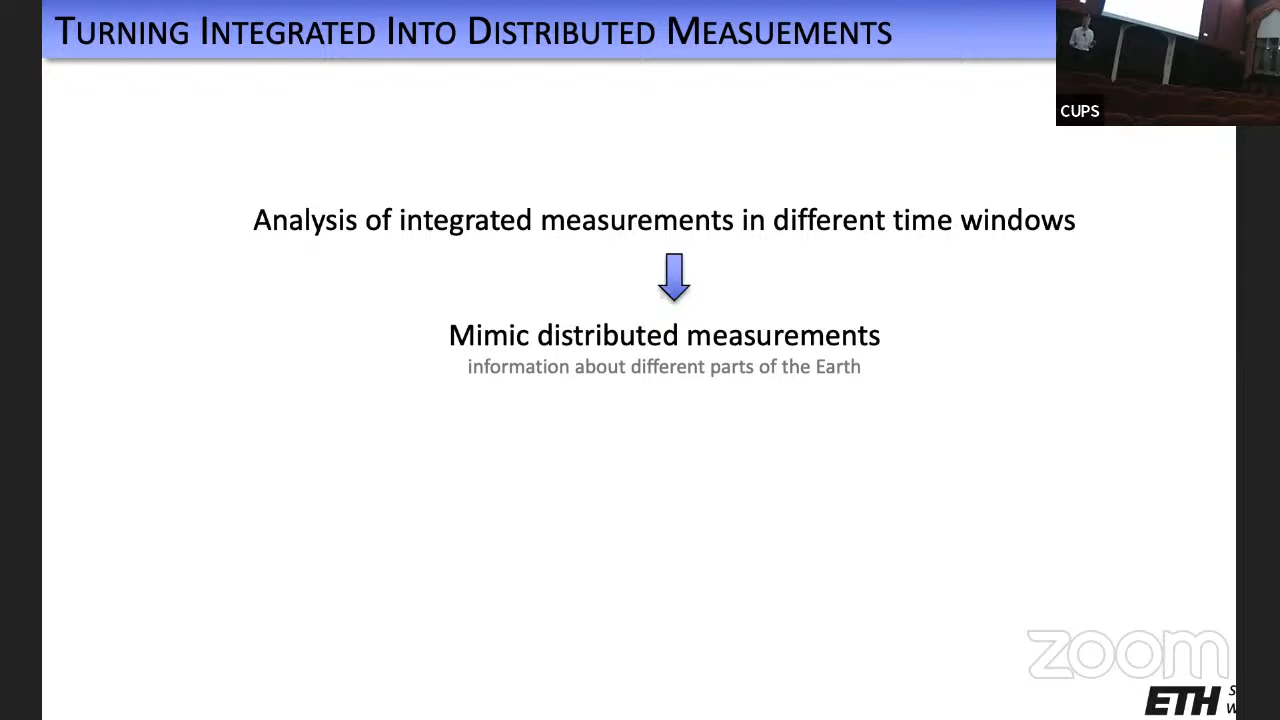 TURNING INTEGRATED INTO DISTRIBUTED MEASUEMENTS
CUPS
Analysis of integrated measurements in different time windows
Mimic distributed measurements
information about different parts of the Earth
zoom
ETH
S
W